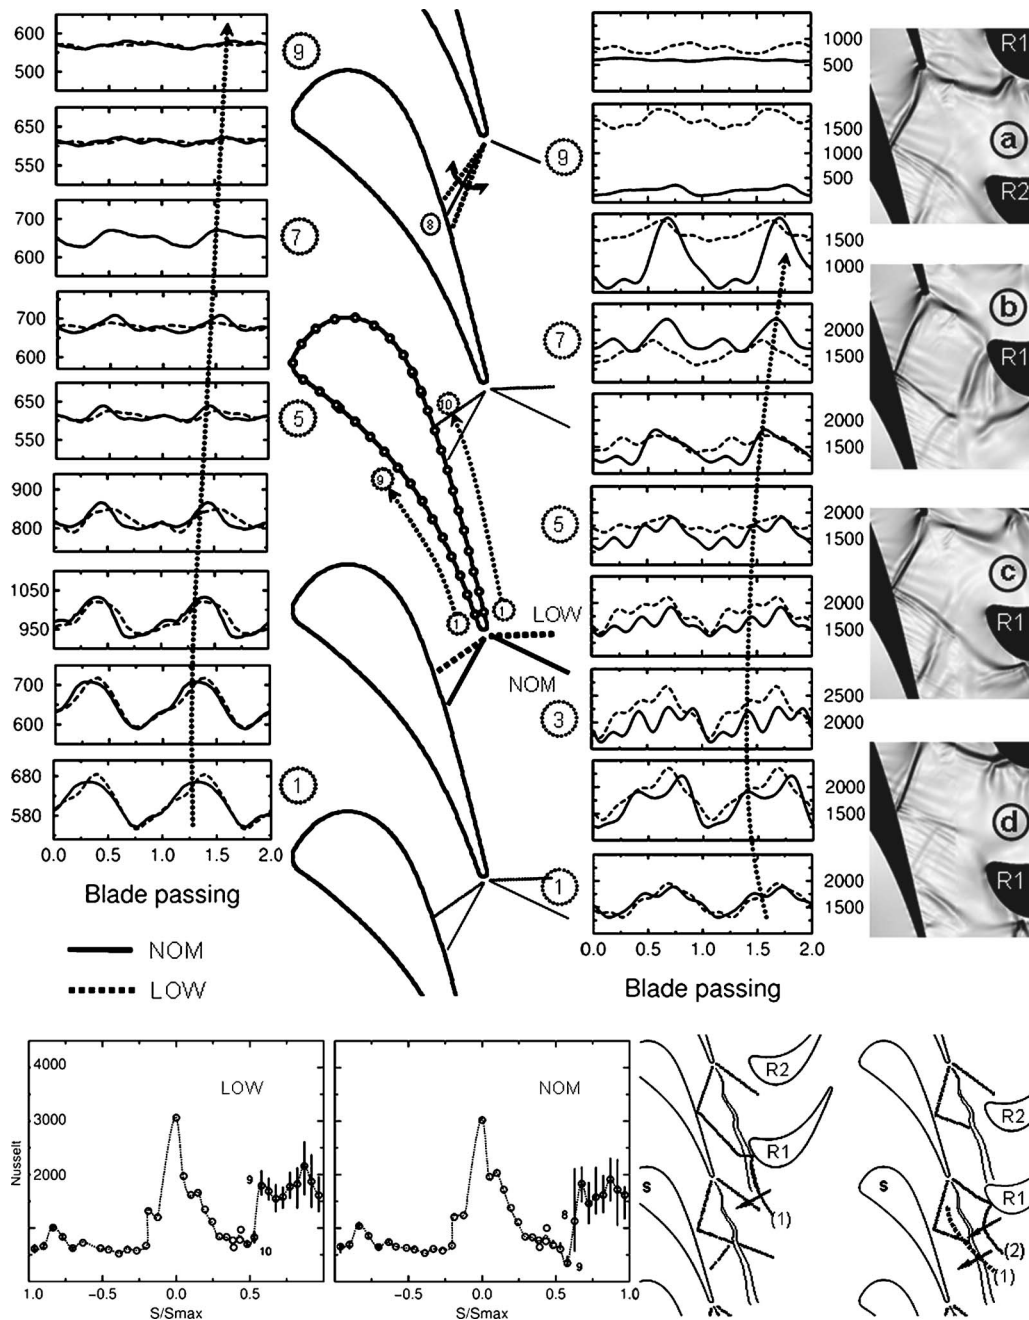 600
500
650
550
700
600
700
600
650
550
900
800
1050
950
700
600
680
580
0.0 0.5 1.0 1.5 2.0
Blade passing
NOM
LOW
9
7
5
1
8
10
9
1
1
LOW
NOM
9
7
5
3
1
1000
500
1500
1000
500
1500
1000
2000
1500
2000
1500
2000
1500
2000
1500
2500
2000
2000
1500
2000
1500
0.0 0.5 1.0 1.5 2.0
Blade passing
R1
a
R2
b
R1
c
R1
d
R1
4000
3000
2000
Nusselt
LOW
9
10
1.0 -0.5 0.0 0.5
S/Smax
NOM
8
9
-0.5 0.0 0.5 1.0
S/Smax
R2
R1
S
(1)
R2
R1
S
(2)
(1)